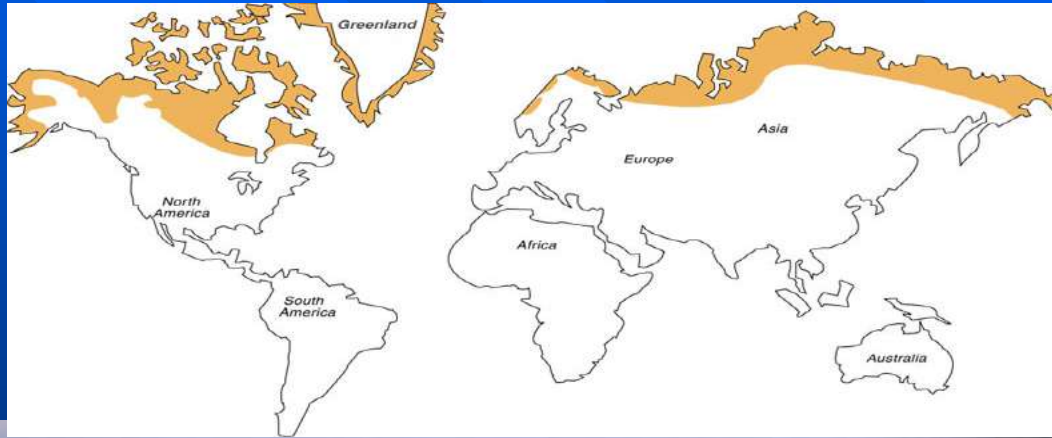 Greenland
Asia
Europe
North
America
Africa
South
America
Australia